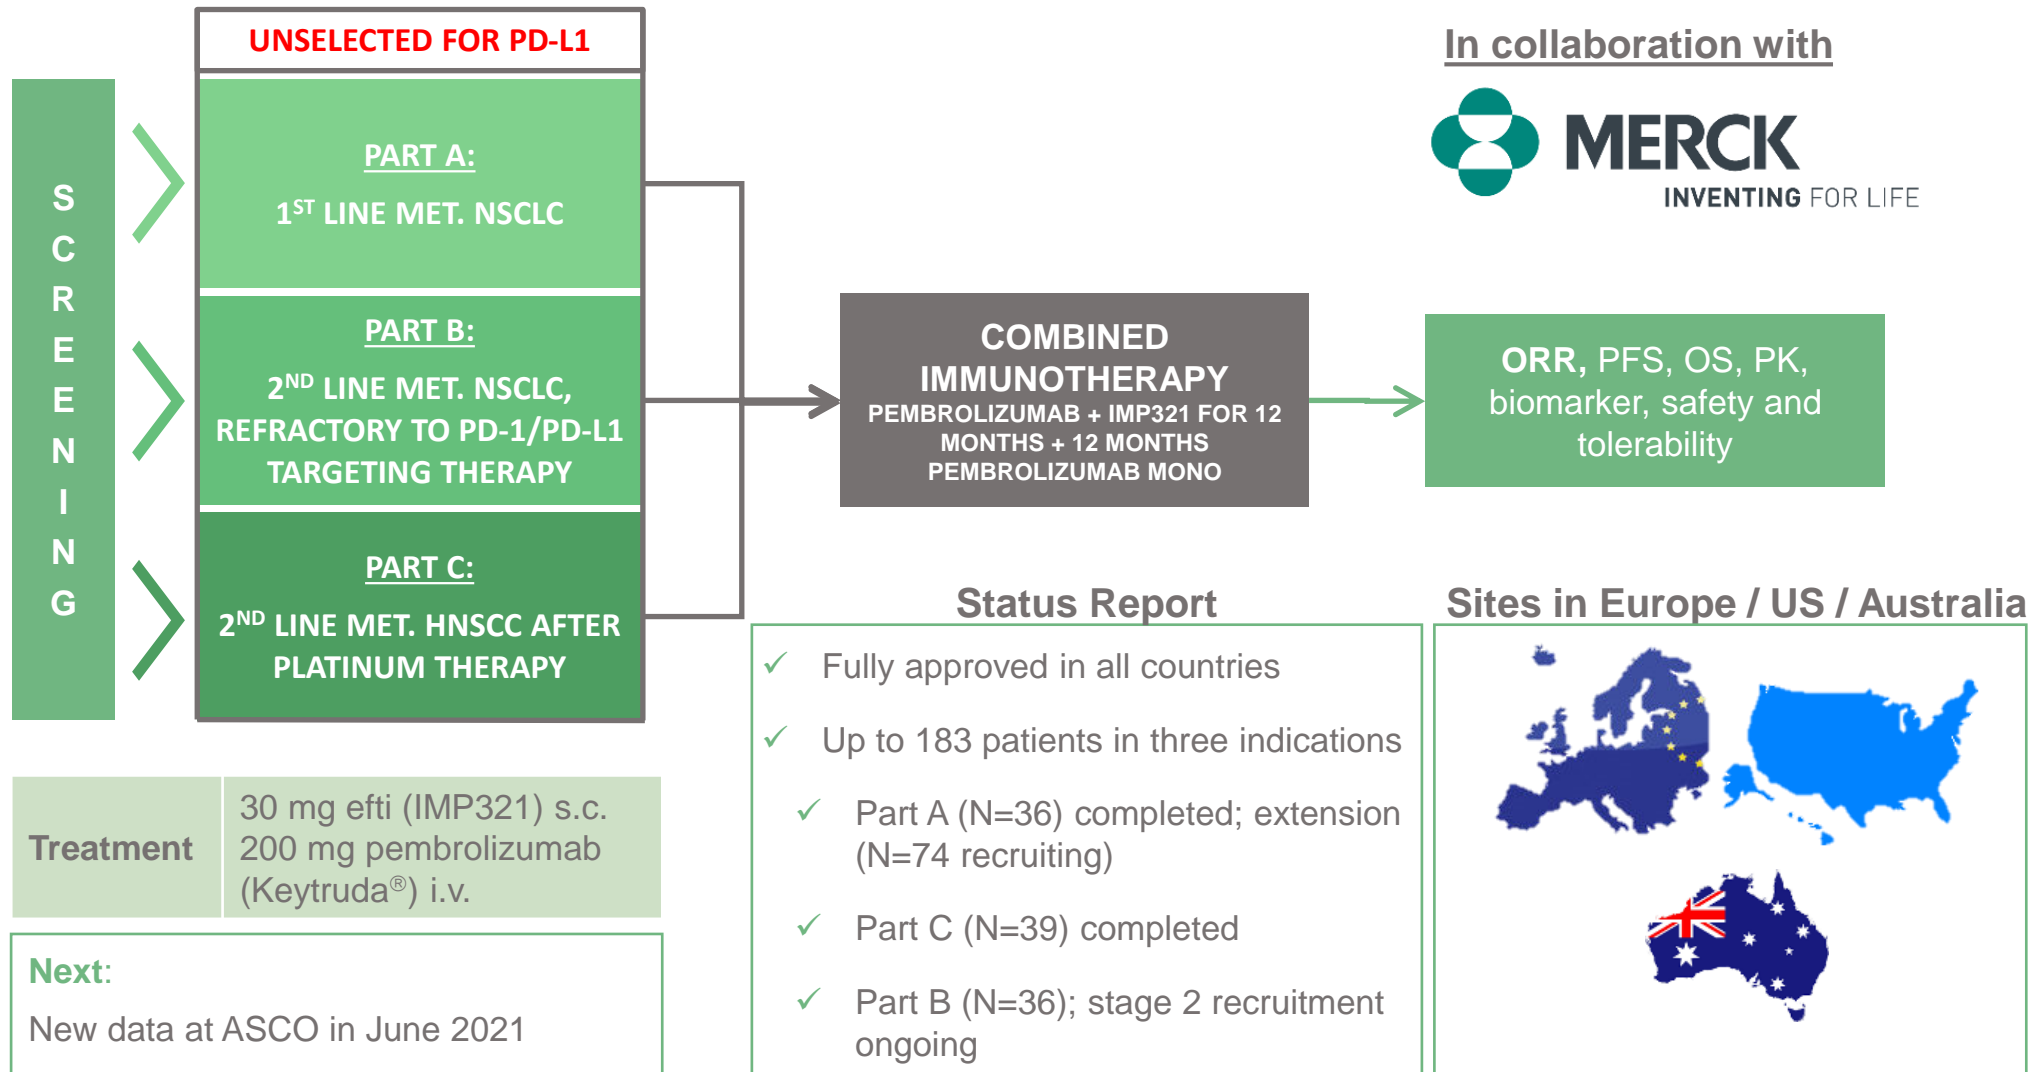 UNSELECTED FOR PD-L1
SCREENING
PART A:
1ST LINE MET. NSCLC
PART B:
2ND LINE MET. NSCLC,
REFRACTORY TO PD-1/PD-L1
TARGETING THERAPY
PART C:
2ND LINE MET. HNSCC AFTER
PLATINUM THERAPY
COMBINED
IMMUNOTHERAPY
PEMBROLIZUMAB + IMP321 FOR 12
MONTHS + 12 MONTHS
PEMBROLIZUMAB MONO
In collaboration with
MERCK
INVENTING FOR LIFE
ORR, PFS, OS, PK,
biomarker, safety and
tolerability
Treatment
30 mg efti (IMP321) s.c.
200 mg pembrolizumab
(Keytruda®) i.v.
Next:
New data at ASCO in June 2021
Status Report
✓ Fully approved in all countries
✓ Up to 183 patients in three indications
✓ Part A (N=36) completed; extension
(N=74 recruiting)
✓ Part C (N=39) completed
✓ Part B (N=36); stage 2 recruitment
ongoing
Sites in Europe / US / Australia